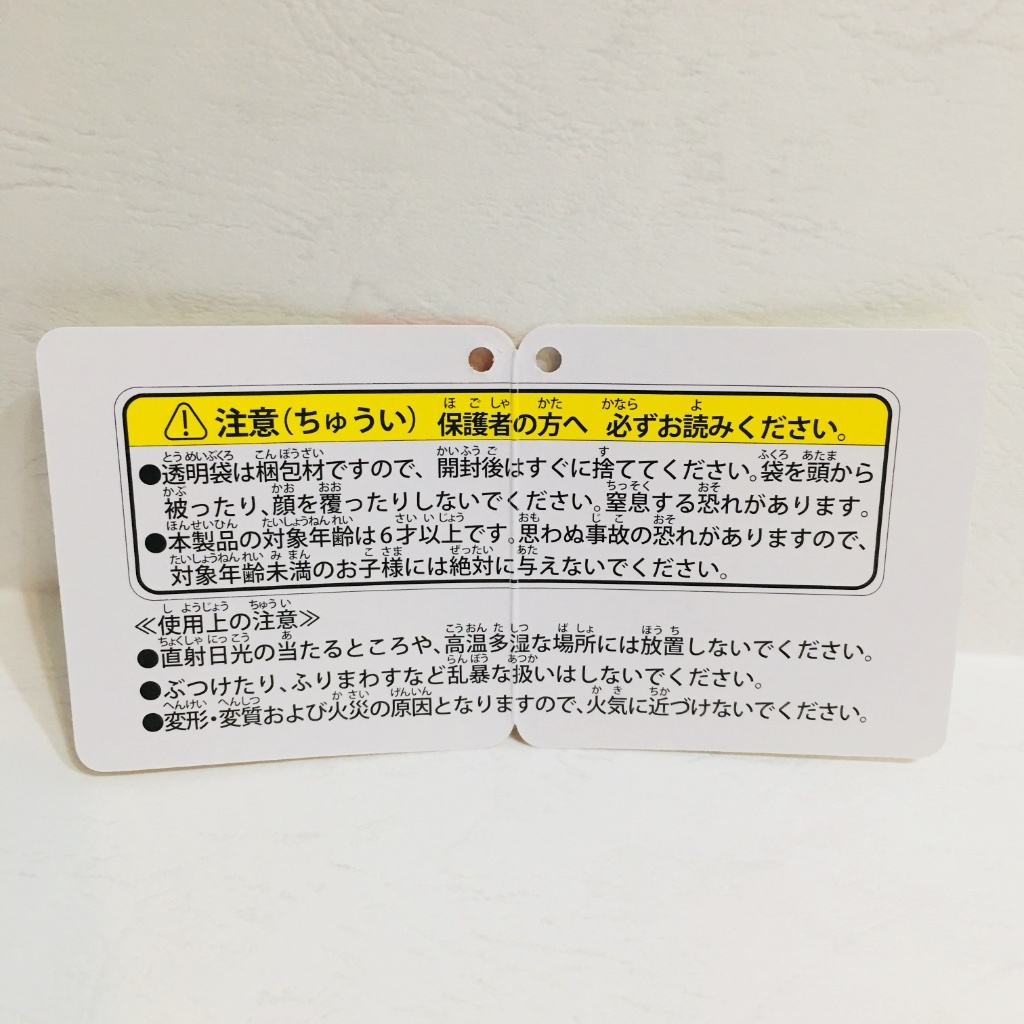 注意(ちゅうい) 保護者の方へ 必ずお読みください。
●透明袋は梱包材ですので、開封後はすぐに捨ててください。袋を頭から
被ったり、顔を覆ったりしないでください。窒息する恐れがあります。
●本製品の対象年齢は6才以上です。思わぬ事故の恐れがありますので、
対象年齢未満のお子様には絶対に与えないでください。
≪使用上の注意≫
●直射日光の当たるところや、高温多湿な場所には放置しないでください。
●ぶつけたり、ふりまわすなど乱暴な扱いはしないでください。
●変形・変質および火災の原因となりますので、火気に近づけないでください。